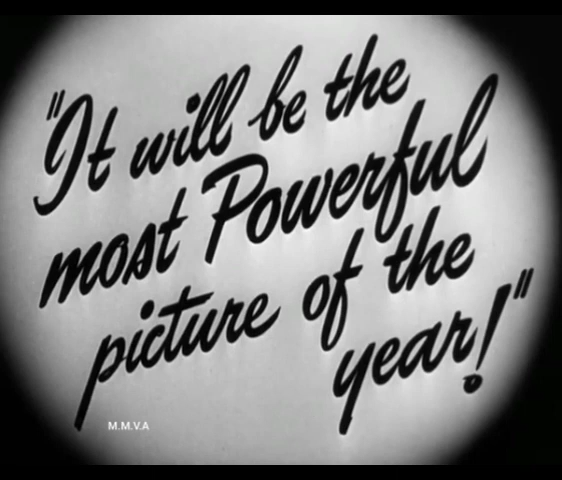 "It will be the
most Powerful
picture of the
year!"
M.M.V.A